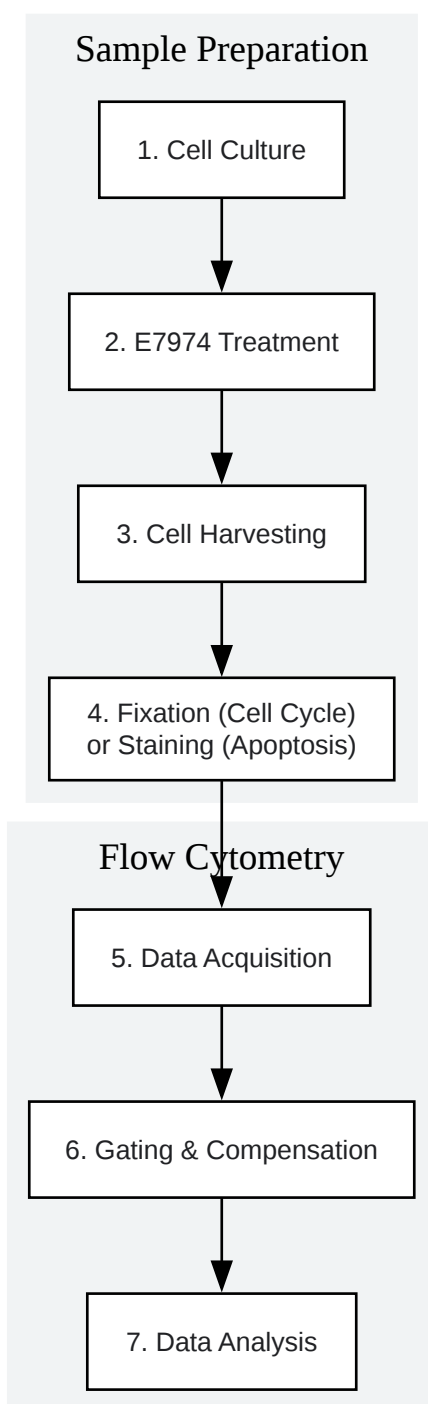 Sample Preparation
1. Cell Culture
2. E7974 Treatment
3. Cell Harvesting
4. Fixation (Cell Cycle)
or Staining (Apoptosis)
Flow Cytometry
5. Data Acquisition
6. Gating & Compensation
7. Data Analysis